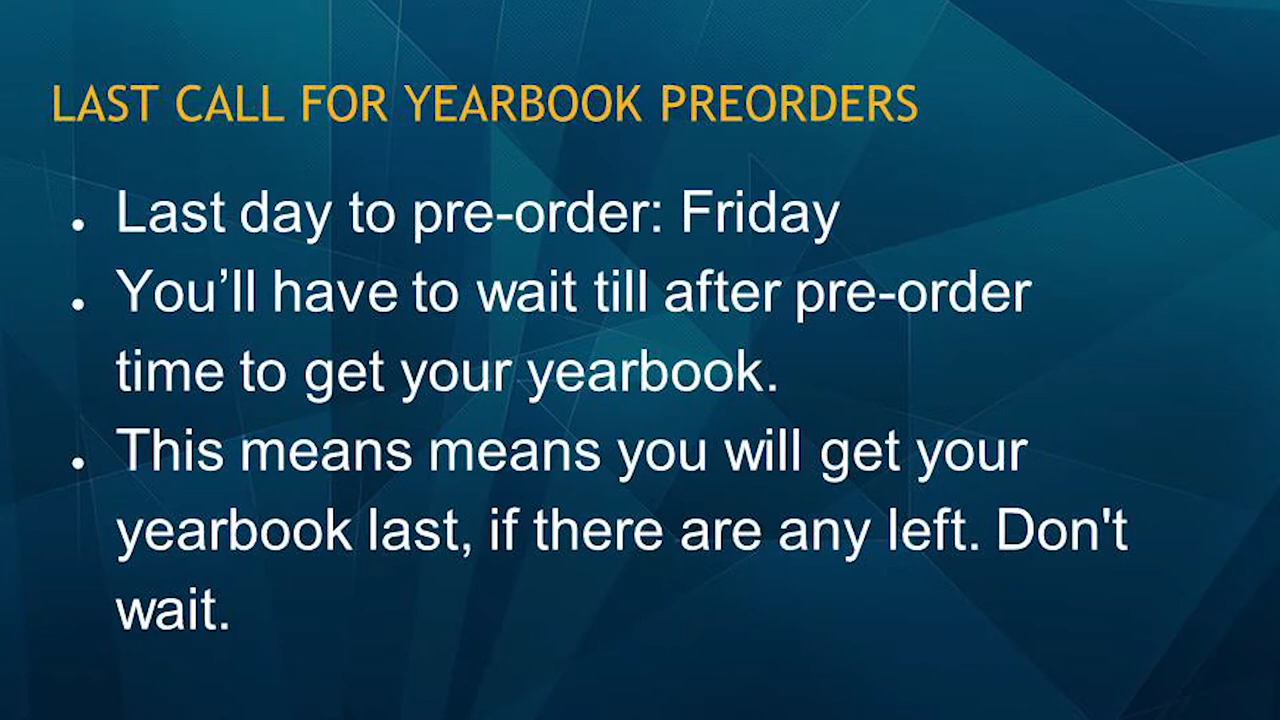 LAST CALL FOR YEARBOOK PREORDERS
• Last day to pre-order: Friday
• You’ll have to wait till after pre-order
time to get your yearbook.
• This means means you will get your
yearbook last, if there are any left. Don't
wait.